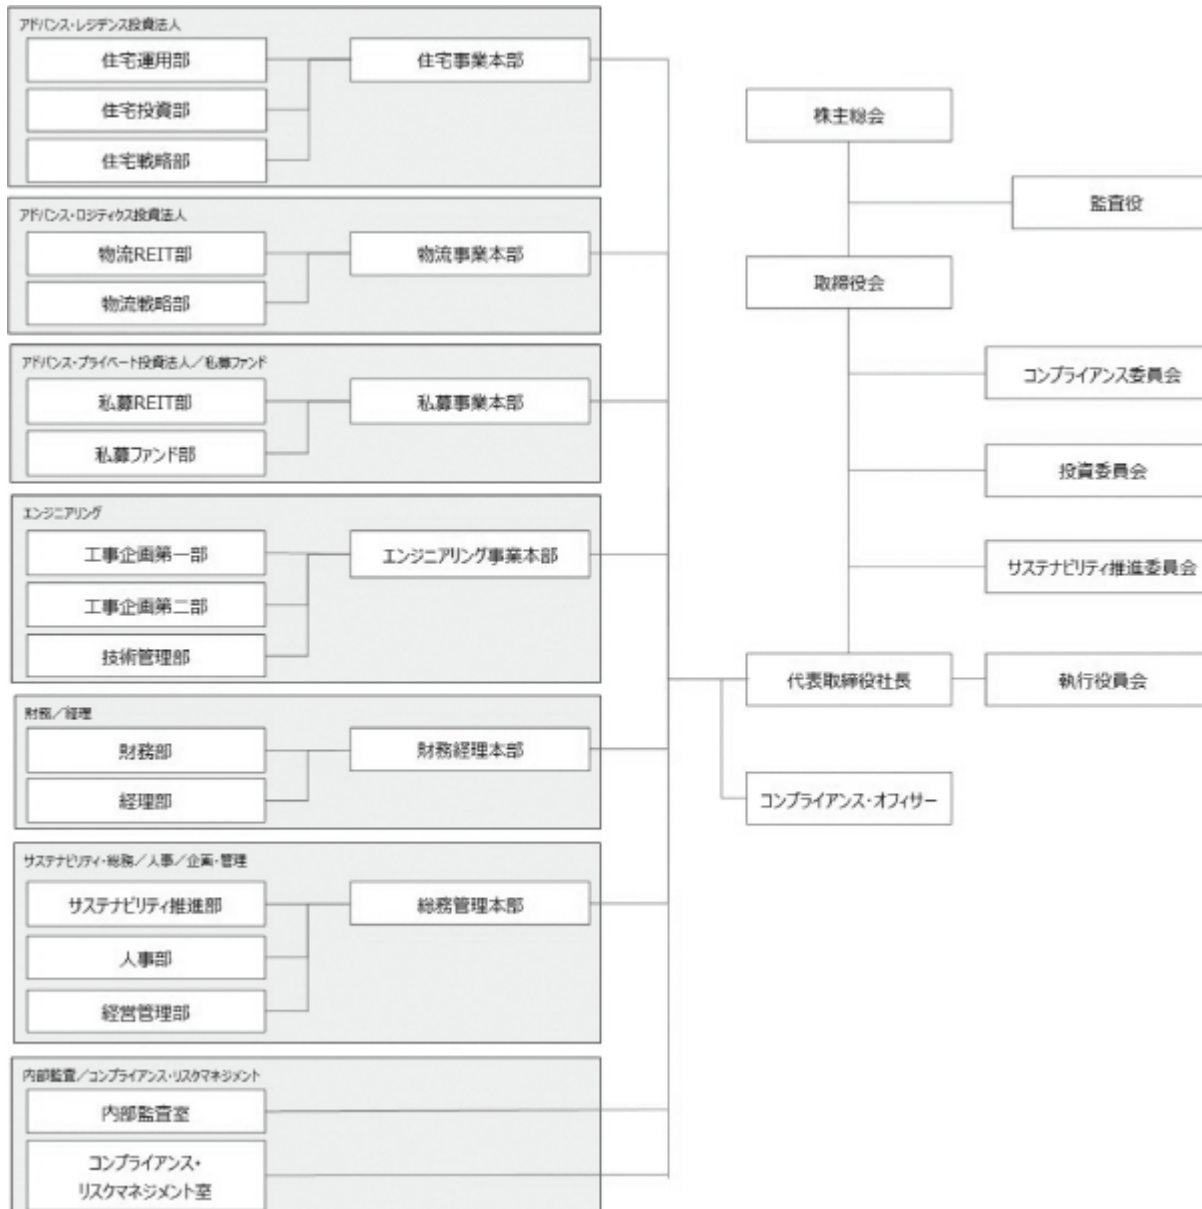 アドバンス・レジデンス投資法人
住宅運用部
住宅事業本部
住宅投資部
住宅戦略部
アドバンス・ロジスティクス投資法人
物流REIT部
物流事業本部
物流戦略部
アドバンス・プライベート投資法人／私募ファンド
私募REIT部
私募事業本部
私募ファンド部
エンジニアリング
工事企画第一部
エンジニアリング事業本部
工事企画第二部
技術管理部
財務／経理
財務部
財務経理本部
経理部
サステナビリティ・総務／人事／企画・管理
サステナビリティ推進部
総務管理本部
人事部
経営管理部
内部監査／コンプライアンス・リスクマネジメント
内部監査室
コンプライアンス・
リスクマネジメント室
株主総会
監査役
取締役会
コンプライアンス委員会
投資委員会
サステナビリティ推進委員会
代表取締役社長
執行役員会
コンプライアンス・オフィサー